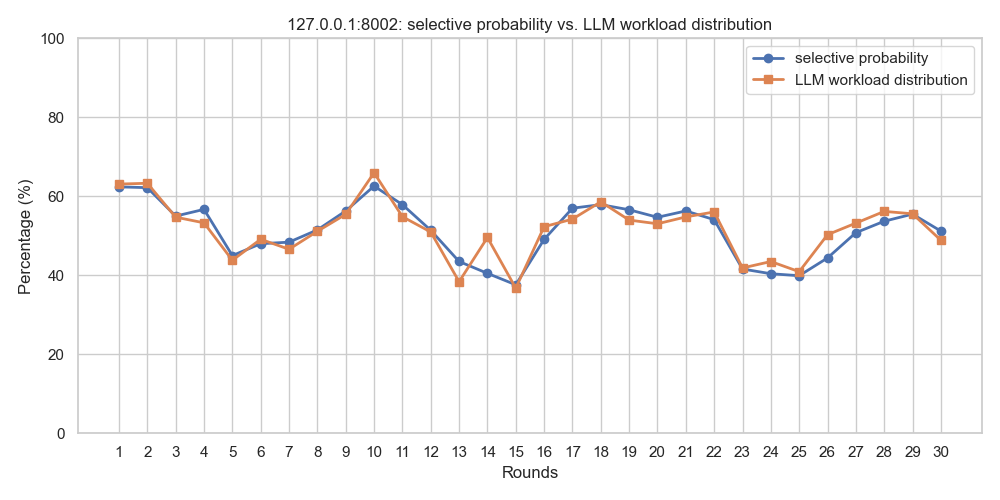 127.0.0.1:8002: selective probability vs. LLM workload distribution
selective probability
LLM workload distribution
Percentage (%)
100
80
60
40
20
0
1 2 3 4 5 6 7 8 9 10 11 12 13 14 15 16 17 18 19 20 21 22 23 24 25 26 27 28 29 30
Rounds